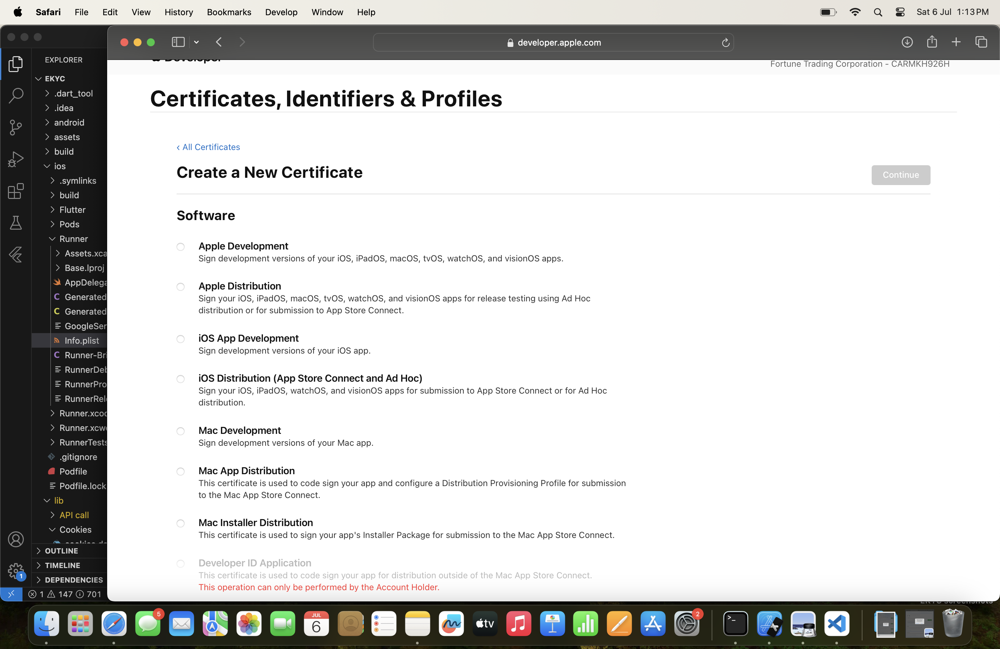 Safari File Edit View History Bookmarks Develop Window Help
Sat 6 Jul 1:13 PM
developer.apple.com
Developer
Fortune Trading Corporation - CARMKH926H
EXPLORER
EKYC
.dart_tool
.idea
android
assets
build
ios
.symlinks
build
Flutter
Pods
Runner
Assets.xca
Base.lproj
AppDelega
Generated
Generated
GoogleSer
Info.plist
Runner-Bri
RunnerDeb
RunnerPro
RunnerRel
Runner.xcod
Runner.xcw
RunnerTests
.gitignore
Podfile
Podfile.lock
lib
API call
Cookies
OUTLINE
TIMELINE
DEPENDENCIES
1 147 701
1
Certificates, Identifiers & Profiles
‹ All Certificates
Create a New Certificate
Continue
Software
Apple Development
Sign development versions of your iOS, iPadOS, macOS, tvOS, watchOS, and visionOS apps.
Apple Distribution
Sign your iOS, iPadOS, macOS, tvOS, watchOS, and visionOS apps for release testing using Ad Hoc
distribution or for submission to App Store Connect.
iOS App Development
Sign development versions of your iOS app.
iOS Distribution (App Store Connect and Ad Hoc)
Sign your iOS, iPadOS, watchOS, and visionOS apps for submission to App Store Connect or for Ad Hoc
distribution.
Mac Development
Sign development versions of your Mac app.
Mac App Distribution
This certificate is used to code sign your app and configure a Distribution Provisioning Profile for submission
to the Mac App Store Connect.
Mac Installer Distribution
This certificate is used to sign your app's Installer Package for submission to the Mac App Store Connect.
Developer ID Application
This certificate is used to code sign your app for distribution outside of the Mac App Store Connect.
This operation can only be performed by the Account Holder.
5
JUL
6
tv
2